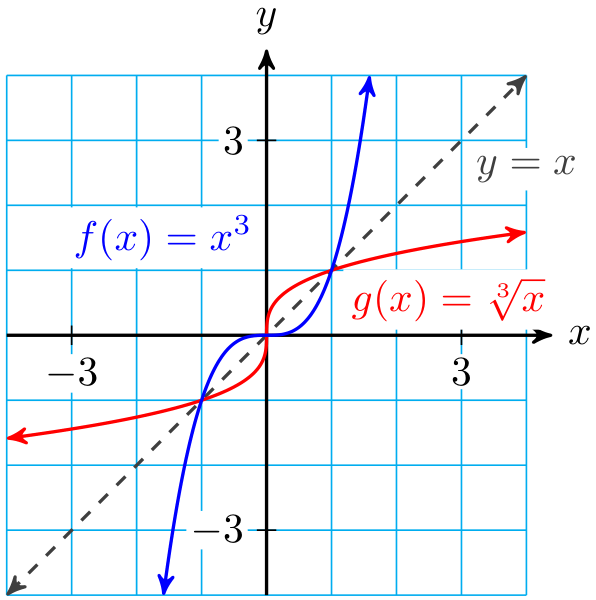 y
3
y = x
f(x) = x³
g(x) = ∛x
x
−3
3
−3